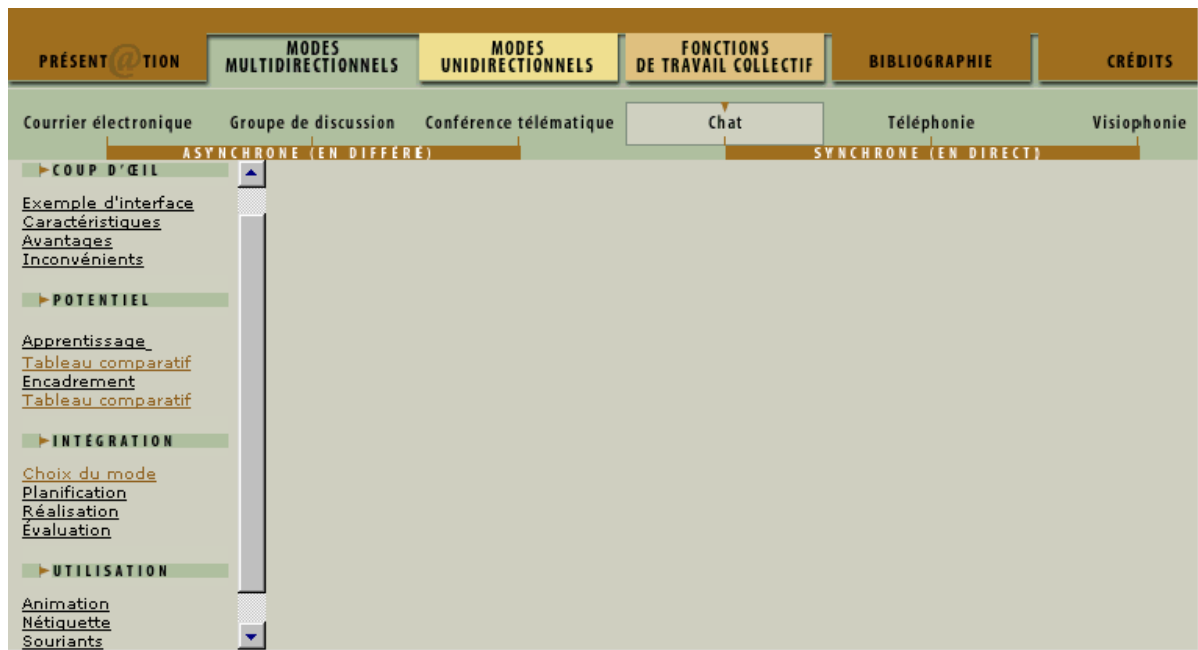 PRÉSENT@TION
MODES
MULTIDIRECTIONNELS
MODES
UNIDIRECTIONNELS
FONCTIONS
DE TRAVAIL COLLECTIF
BIBLIOGRAPHIE
CRÉDITS
Courrier électronique
Groupe de discussion
Conférence télématique
Chat
Téléphonie
Visiophonie
ASYNCHRONE (EN DIFFÉRÉ)
SYNCHRONE (EN DIRECT)
COUP D'ŒIL
Exemple d'interface
Caractéristiques
Avantages
Inconvénients
POTENTIEL
Apprentissage
Tableau comparatif
Encadrement
Tableau comparatif
INTÉGRATION
Choix du mode
Planification
Réalisation
Évaluation
UTILISATION
Animation
Nétiquette
Souriants